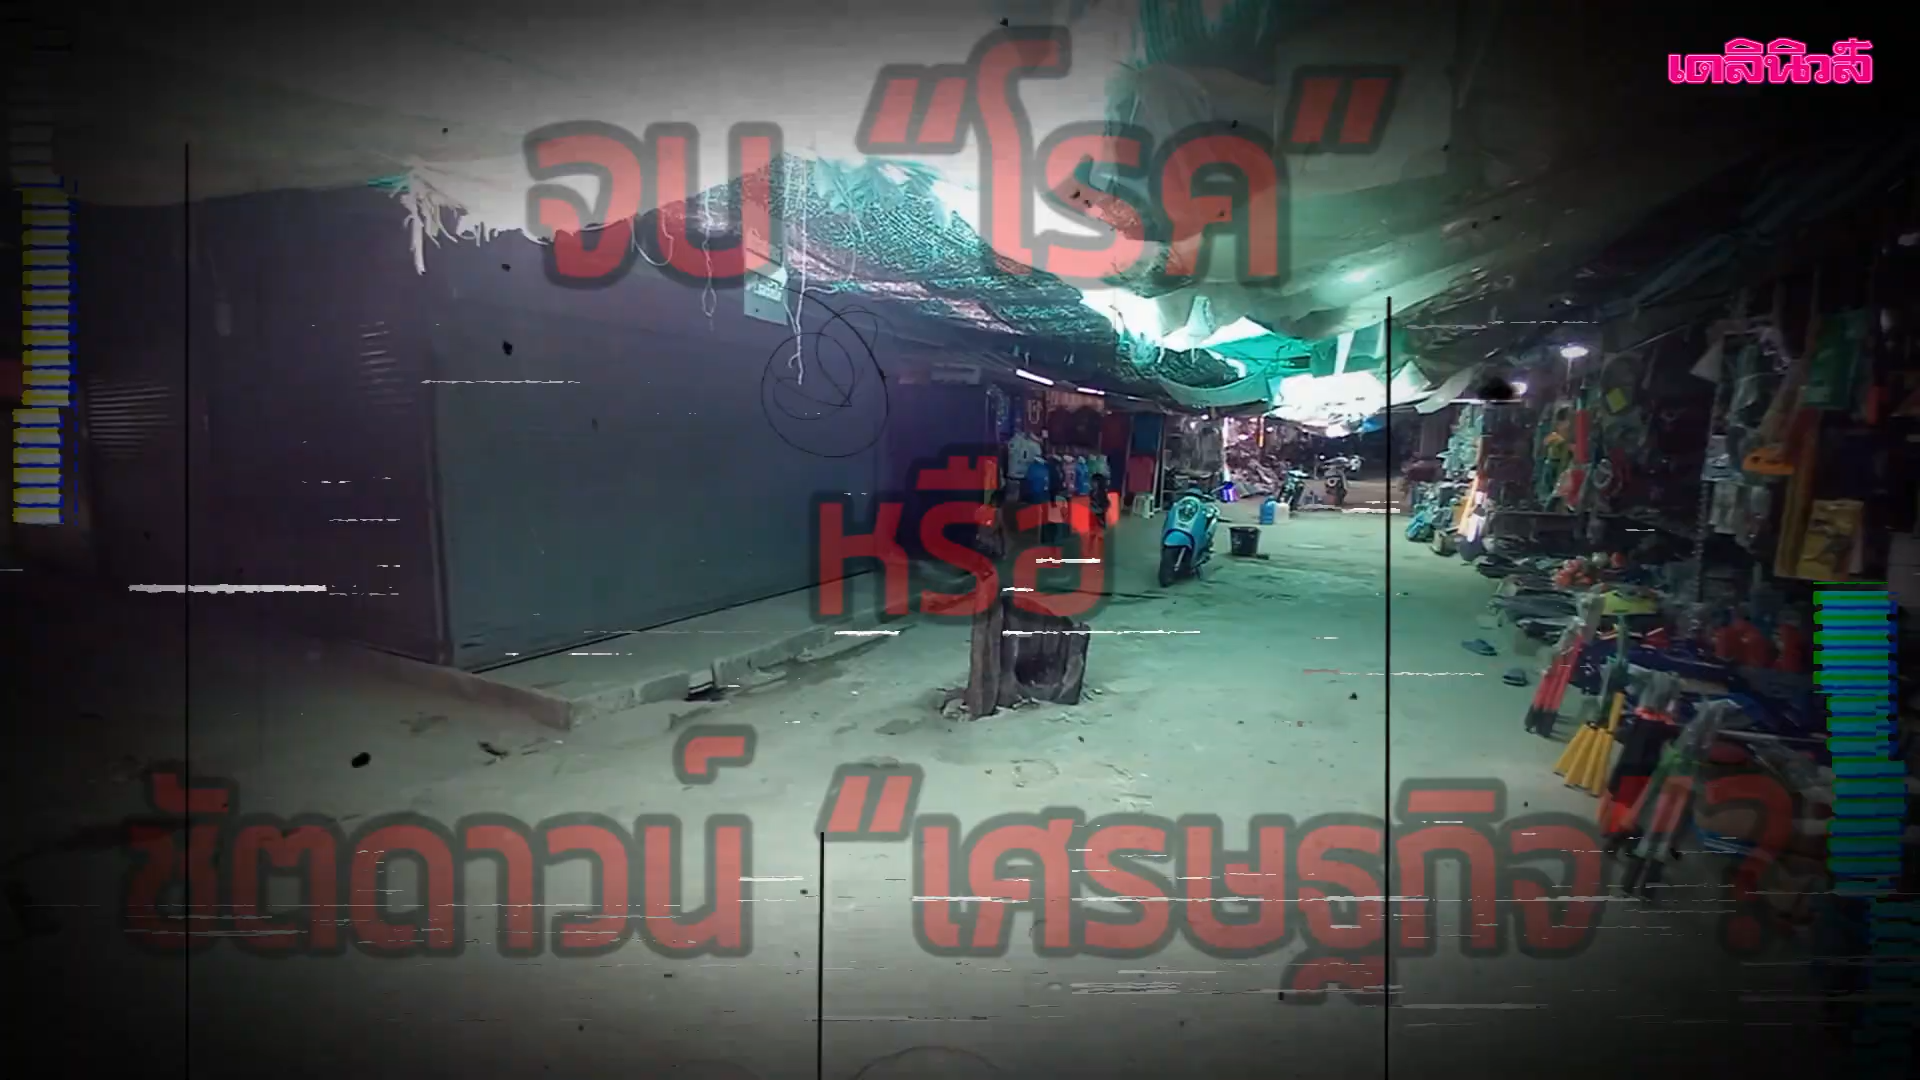 เดลินิวส์
จบ “โรค”
หรือ
ชัตดาวน์ “เศรษฐกิจ”?